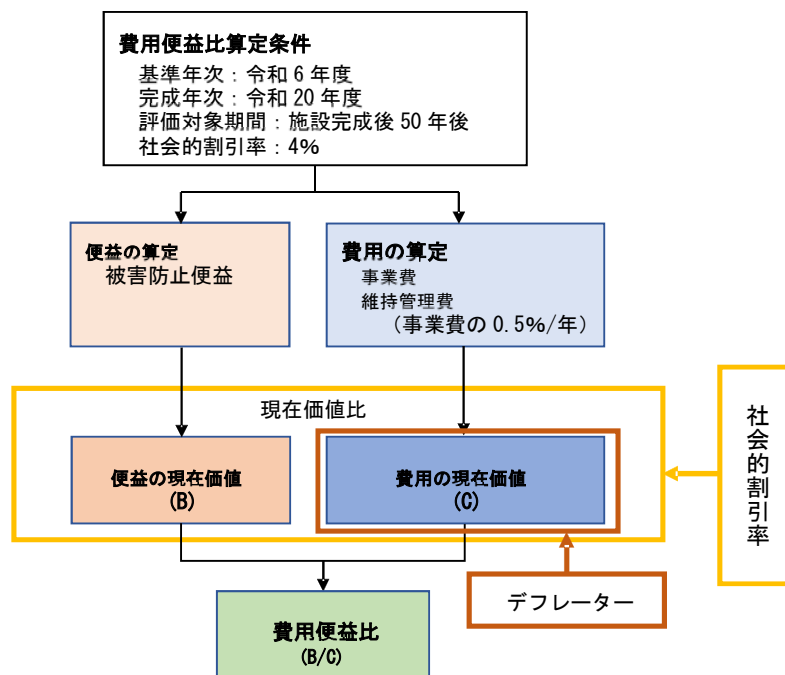 費用便益比算定条件
基準年次：令和 6 年度
完成年次：令和 20 年度
評価対象期間：施設完成後 50 年後
社会的割引率：4%
便益の算定
被害防止便益
費用の算定
事業費
維持管理費
（事業費の 0.5%/年）
現在価値比
便益の現在価値
(B)
費用の現在価値
(C)
社会的割引率
デフレーター
費用便益比
(B/C)